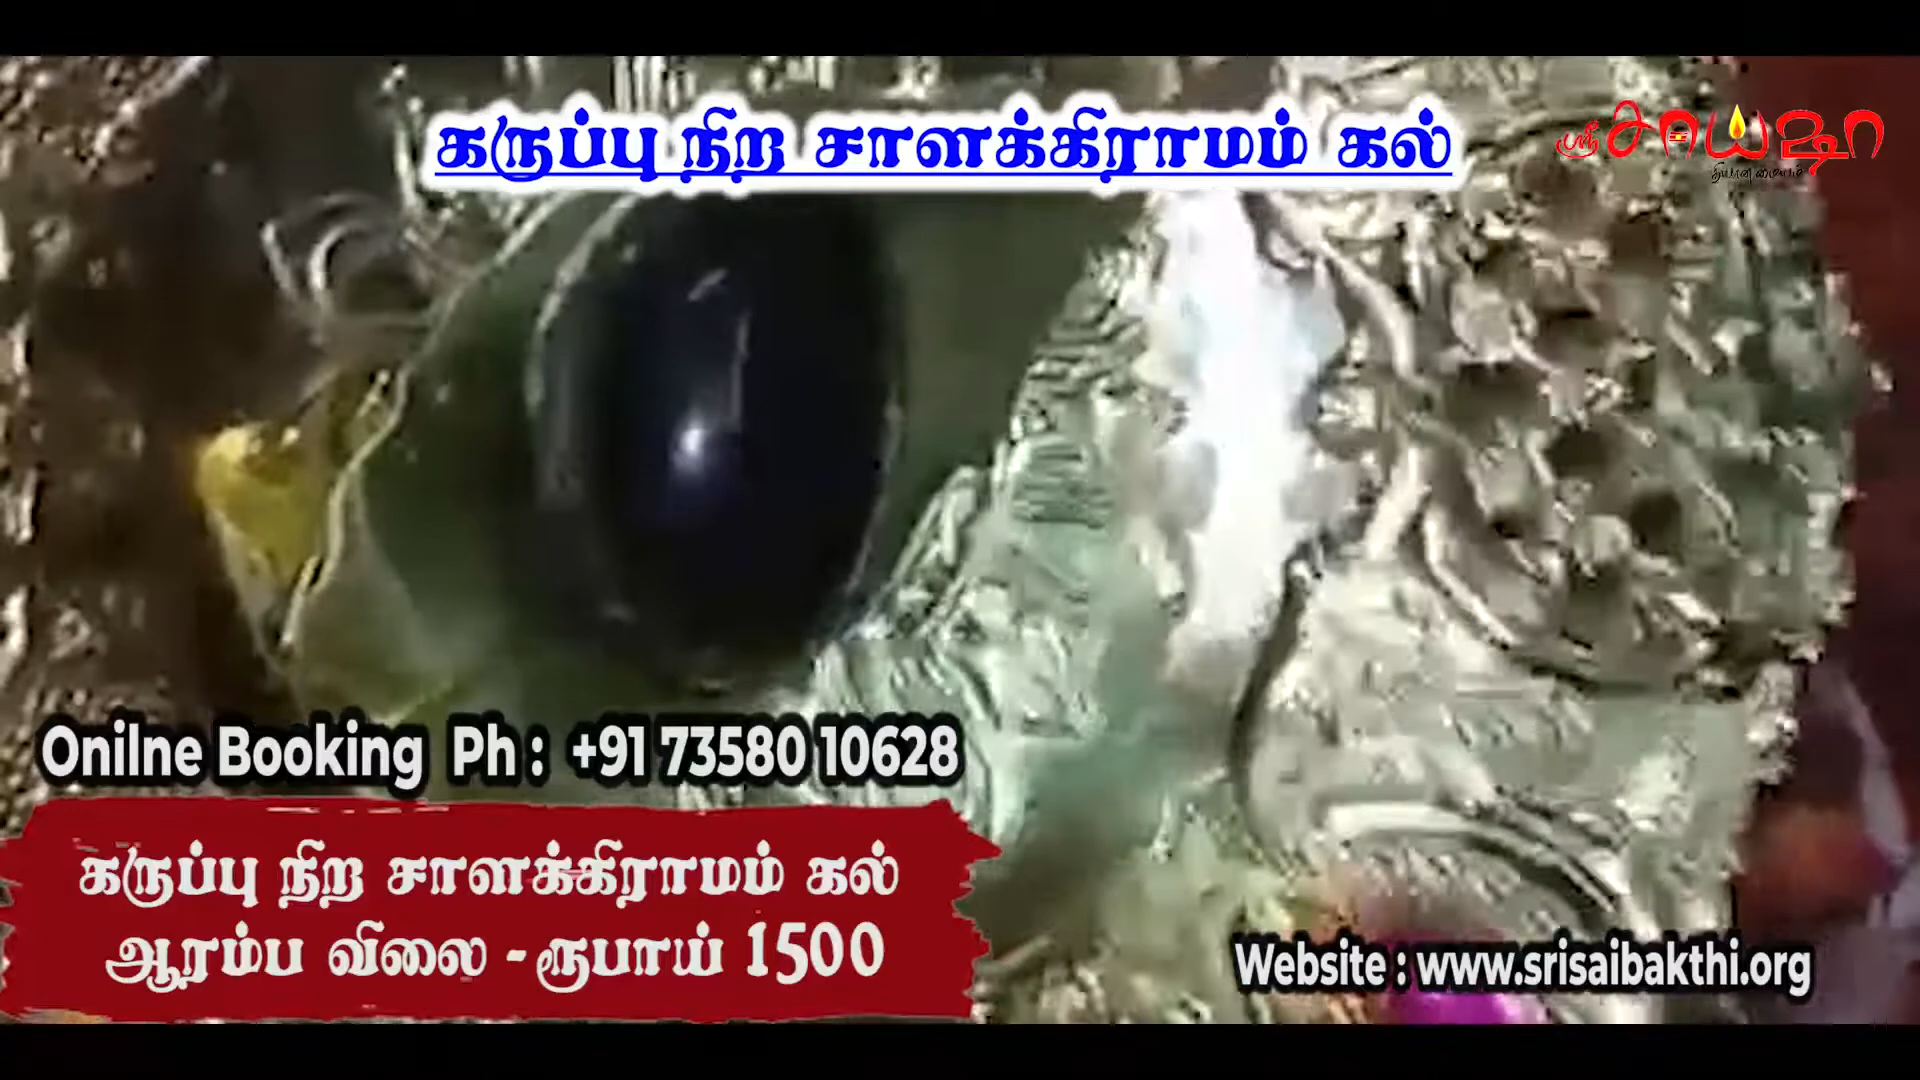 கருப்பு நிற சாளக்கிராமம் கல்
ஸ்ரீ சாயிஷா
தியான மையம்
Onilne Booking Ph : +91 73580 10628
கருப்பு நிற சாளக்கிராமம் கல்
ஆரம்ப விலை - ரூபாய் 1500
Website : www.srisaibakthi.org